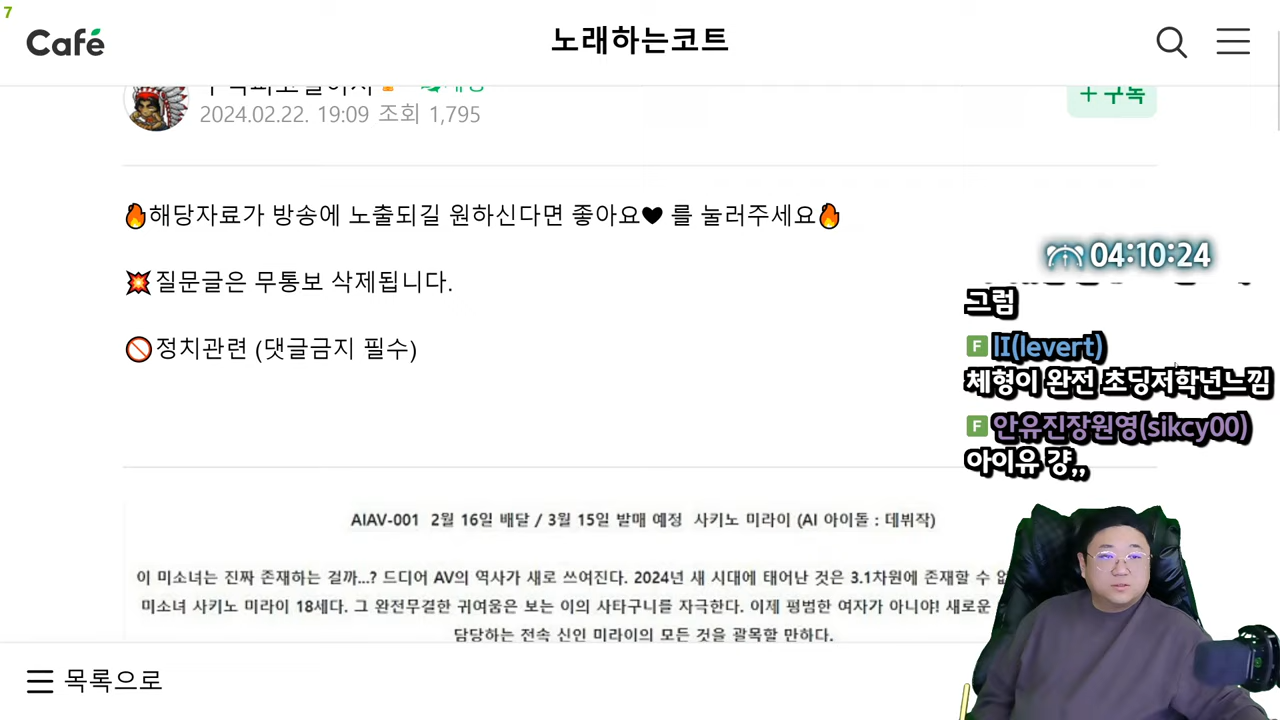 7
Café
노래하는코트
2024.02.22. 19:09 조회 1,795
+ 구독
🔥해당자료가 방송에 노출되길 원하신다면 좋아요🖤 를 눌러주세요🔥
💥질문글은 무통보 삭제됩니다.
🚫정치관련 (댓글금지 필수)
04:10:24
그럼
F lI(levert)
체형이 완전 초딩저학년느낌
F 안유진장원영(sikcy00)
아이유 걍,,
AIAV-001 2월 16일 배달 / 3월 15일 발매 예정 사키노 미라이 (AI 아이돌 : 데뷔작)
이 미소녀는 진짜 존재하는 걸까...? 드디어 AV의 역사가 새로 쓰여진다. 2024년 새 시대에 태어난 것은 3.1차원에 존재할 수
미소녀 사키노 미라이 18세다. 그 완전무결한 귀여움은 보는 이의 사타구니를 자극한다. 이제 평범한 여자가 아니야! 새로운
담당하는 전속 신인 미라이의 모든 것을 괄목할 만하다.
목록으로